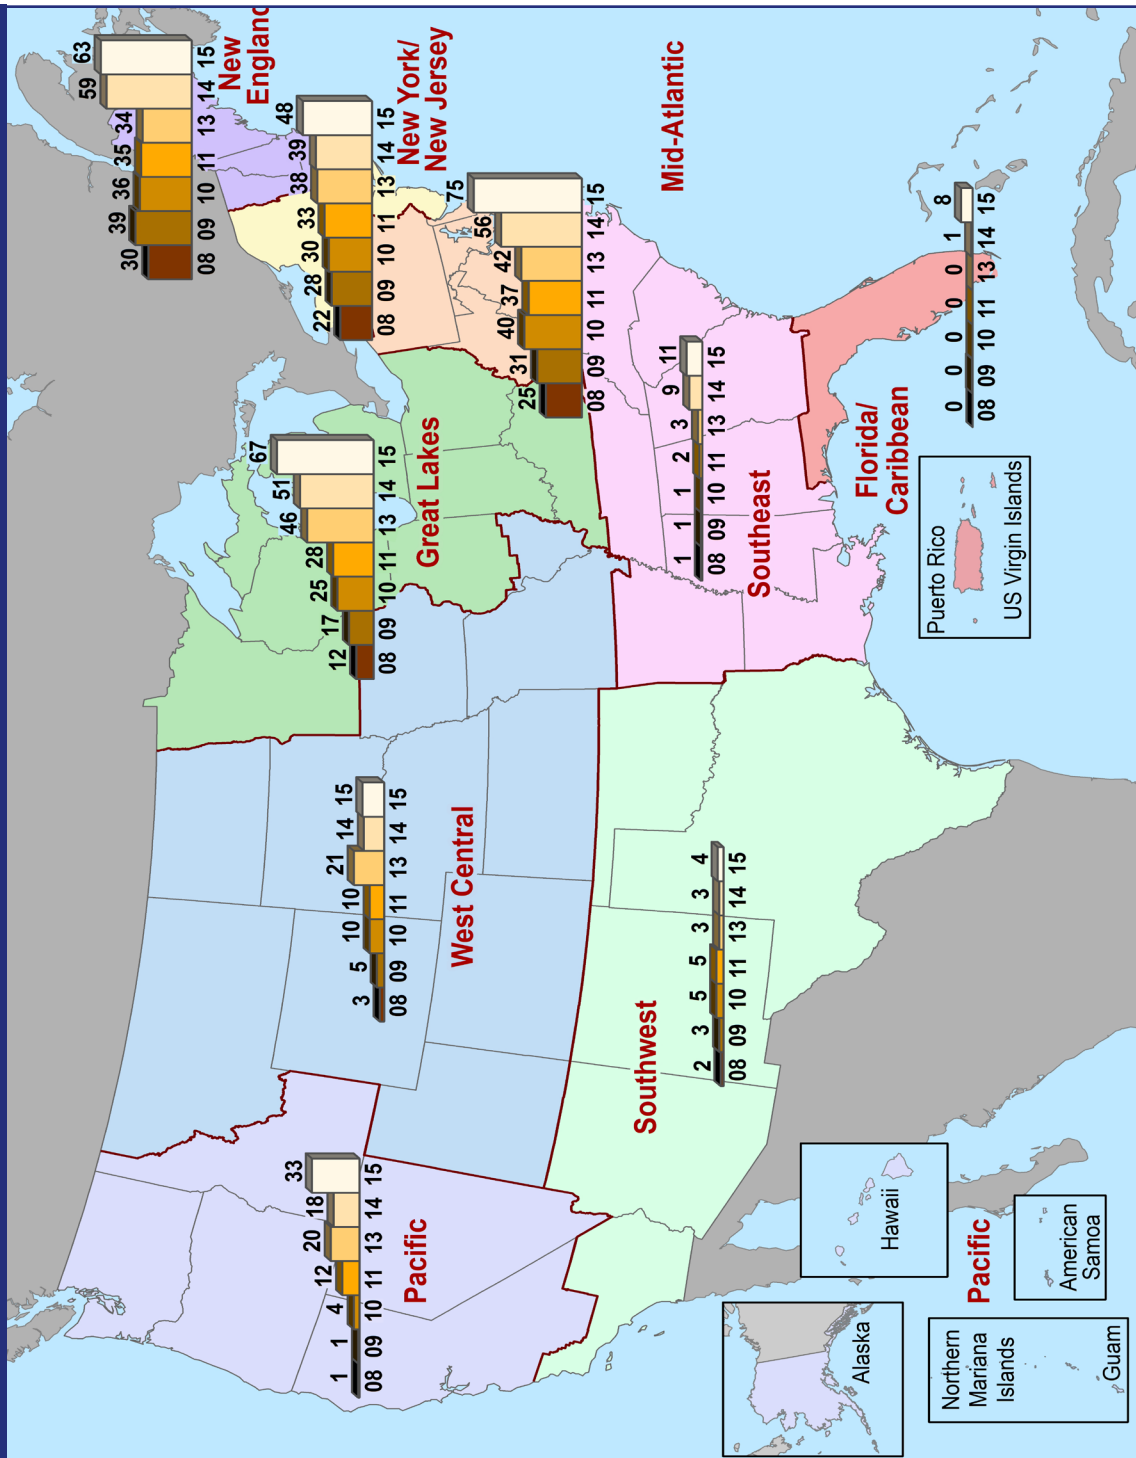 63
59
34
35
36
39
30
08 09 10 11 13 14 15
New
England
48
39
38
33
30
28
22
08 09 10 11 13 14 15
New York/
New Jersey
75
56
42
37
40
31
25
08 09 10 11 13 14 15
Mid-Atlantic
67
51
46
28
25
17
12
08 09 10 11 13 14 15
Great Lakes
1 1 1 2 3 9 11
08 09 10 11 13 14 15
Southeast
0 0 0 0 0 1 8
08 09 10 11 13 14 15
Florida/
Caribbean
Puerto Rico
US Virgin Islands
3 5 10 10 21 14 15
08 09 10 11 13 14 15
West Central
2 3 5 5 3 3 4
08 09 10 11 13 14 15
Southwest
1 1 4 12 20 18 33
08 09 10 11 13 14 15
Pacific
Alaska
Hawaii
Pacific
Northern
Mariana
Islands
Guam
American
Samoa